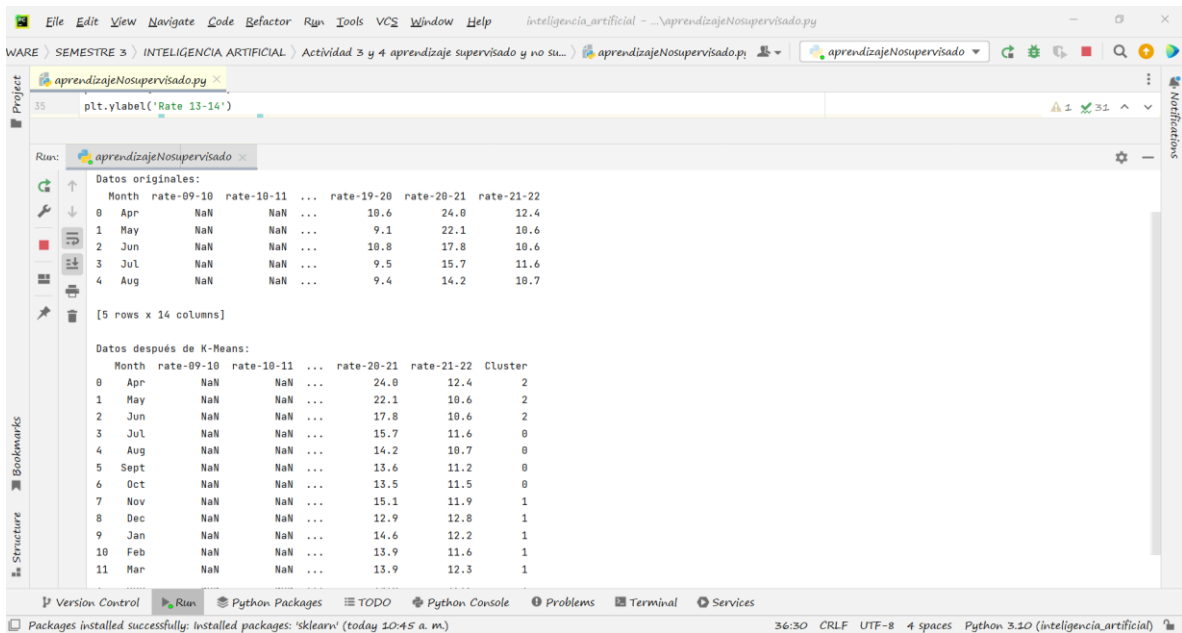 File Edit View Navigate Code Refactor Run Tools VCS Window Help inteligencia_artificial - ...\aprendizajeNosupervisado.py
WARE SEMESTRE 3 INTELIGENCIA ARTIFICIAL Actividad 3 y 4 aprendizaje supervisado y no su... aprendizajeNosupervisado.py aprendizajeNosupervisado
Project
aprendizajeNosupervisado.py
Notifications
35 plt.ylabel('Rate 13-14') 1 31
Run: aprendizajeNosupervisado
Datos originales:
Month rate-09-10 rate-10-11 ... rate-19-20 rate-20-21 rate-21-22
0 Apr NaN NaN ... 10.6 24.0 12.4
1 May NaN NaN ... 9.1 22.1 10.6
2 Jun NaN NaN ... 10.8 17.8 10.6
3 Jul NaN NaN ... 9.5 15.7 11.6
4 Aug NaN NaN ... 9.4 14.2 10.7
[5 rows x 14 columns]
Datos después de K-Means:
Month rate-09-10 rate-10-11 ... rate-20-21 rate-21-22 Cluster
0 Apr NaN NaN ... 24.0 12.4 2
1 May NaN NaN ... 22.1 10.6 2
2 Jun NaN NaN ... 17.8 10.6 2
3 Jul NaN NaN ... 15.7 11.6 0
4 Aug NaN NaN ... 14.2 10.7 0
5 Sept NaN NaN ... 13.6 11.2 0
6 Oct NaN NaN ... 13.5 11.5 0
7 Nov NaN NaN ... 15.1 11.9 1
8 Dec NaN NaN ... 12.9 12.8 1
9 Jan NaN NaN ... 14.6 12.2 1
10 Feb NaN NaN ... 13.9 11.6 1
11 Mar NaN NaN ... 13.9 12.3 1
Bookmarks
Structure
Version Control Run Python Packages TODO Python Console Problems Terminal Services
Packages installed successfully: Installed packages: 'sklearn' (today 10:45 a. m.) 36:30 CRLF UTF-8 4 spaces Python 3.10 (inteligencia_artificial)